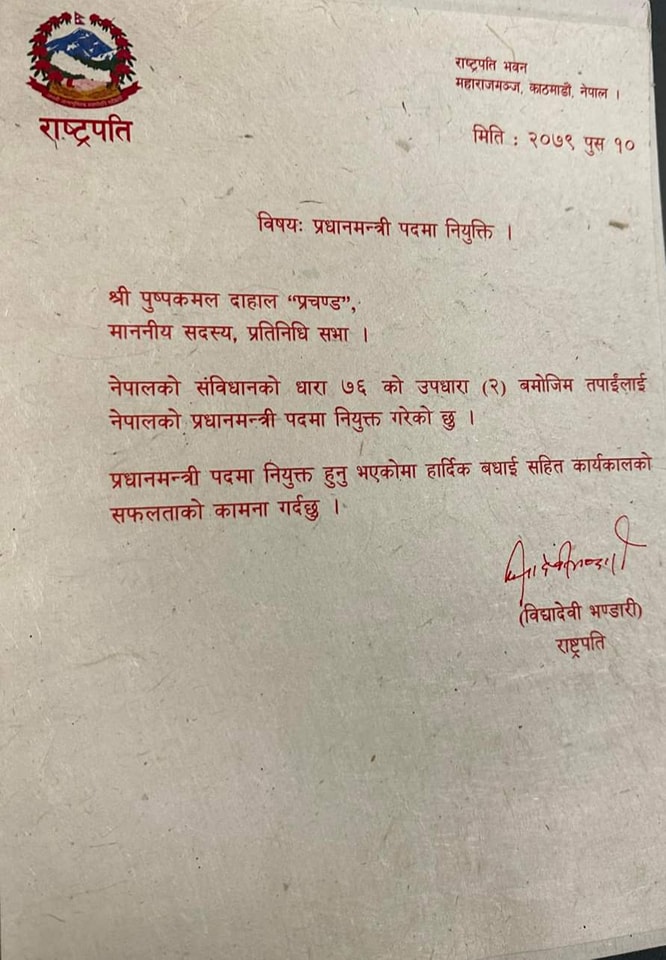 राष्ट्रपति
राष्ट्रपति भवन
महाराजगञ्ज, काठमाडौं, नेपाल ।
मिति : २०७९ पुस १०
विषयः प्रधानमन्त्री पदमा नियुक्ति ।
श्री पुष्पकमल दाहाल “प्रचण्ड”,
माननीय सदस्य, प्रतिनिधि सभा ।
नेपालको संविधानको धारा ७६ को उपधारा (२) बमोजिम तपाईंलाई
नेपालको प्रधानमन्त्री पदमा नियुक्त गरेको छु ।
प्रधानमन्त्री पदमा नियुक्त हुनु भएकोमा हार्दिक बधाई सहित कार्यकालको
सफलताको कामना गर्दछु ।
(विद्यादेवी भण्डारी)
राष्ट्रपति